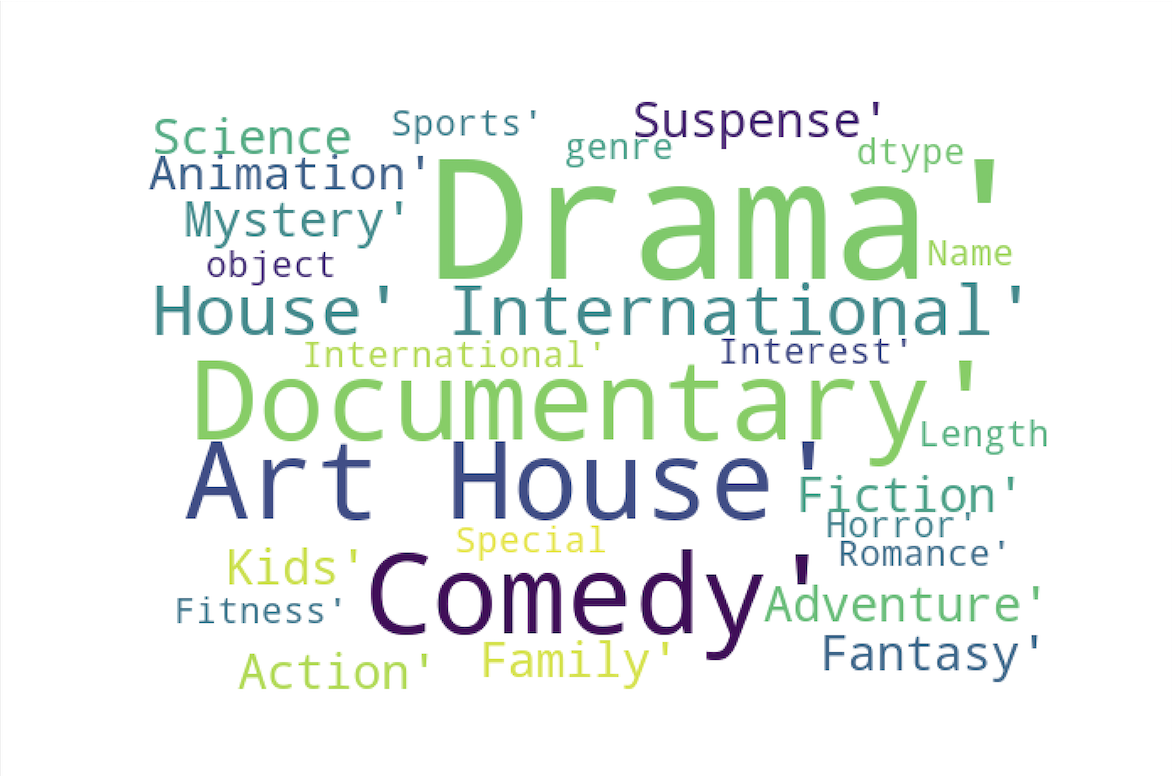 Science Sports' Suspense'
genre dtype
Animation' Drama'
Mystery'
object Name
House' International'
International' Interest'
Documentary'
Length
Art House' Fiction'
Horror'
Special Romance'
Kids' Comedy'
Fitness' Adventure'
Action' Family' Fantasy'